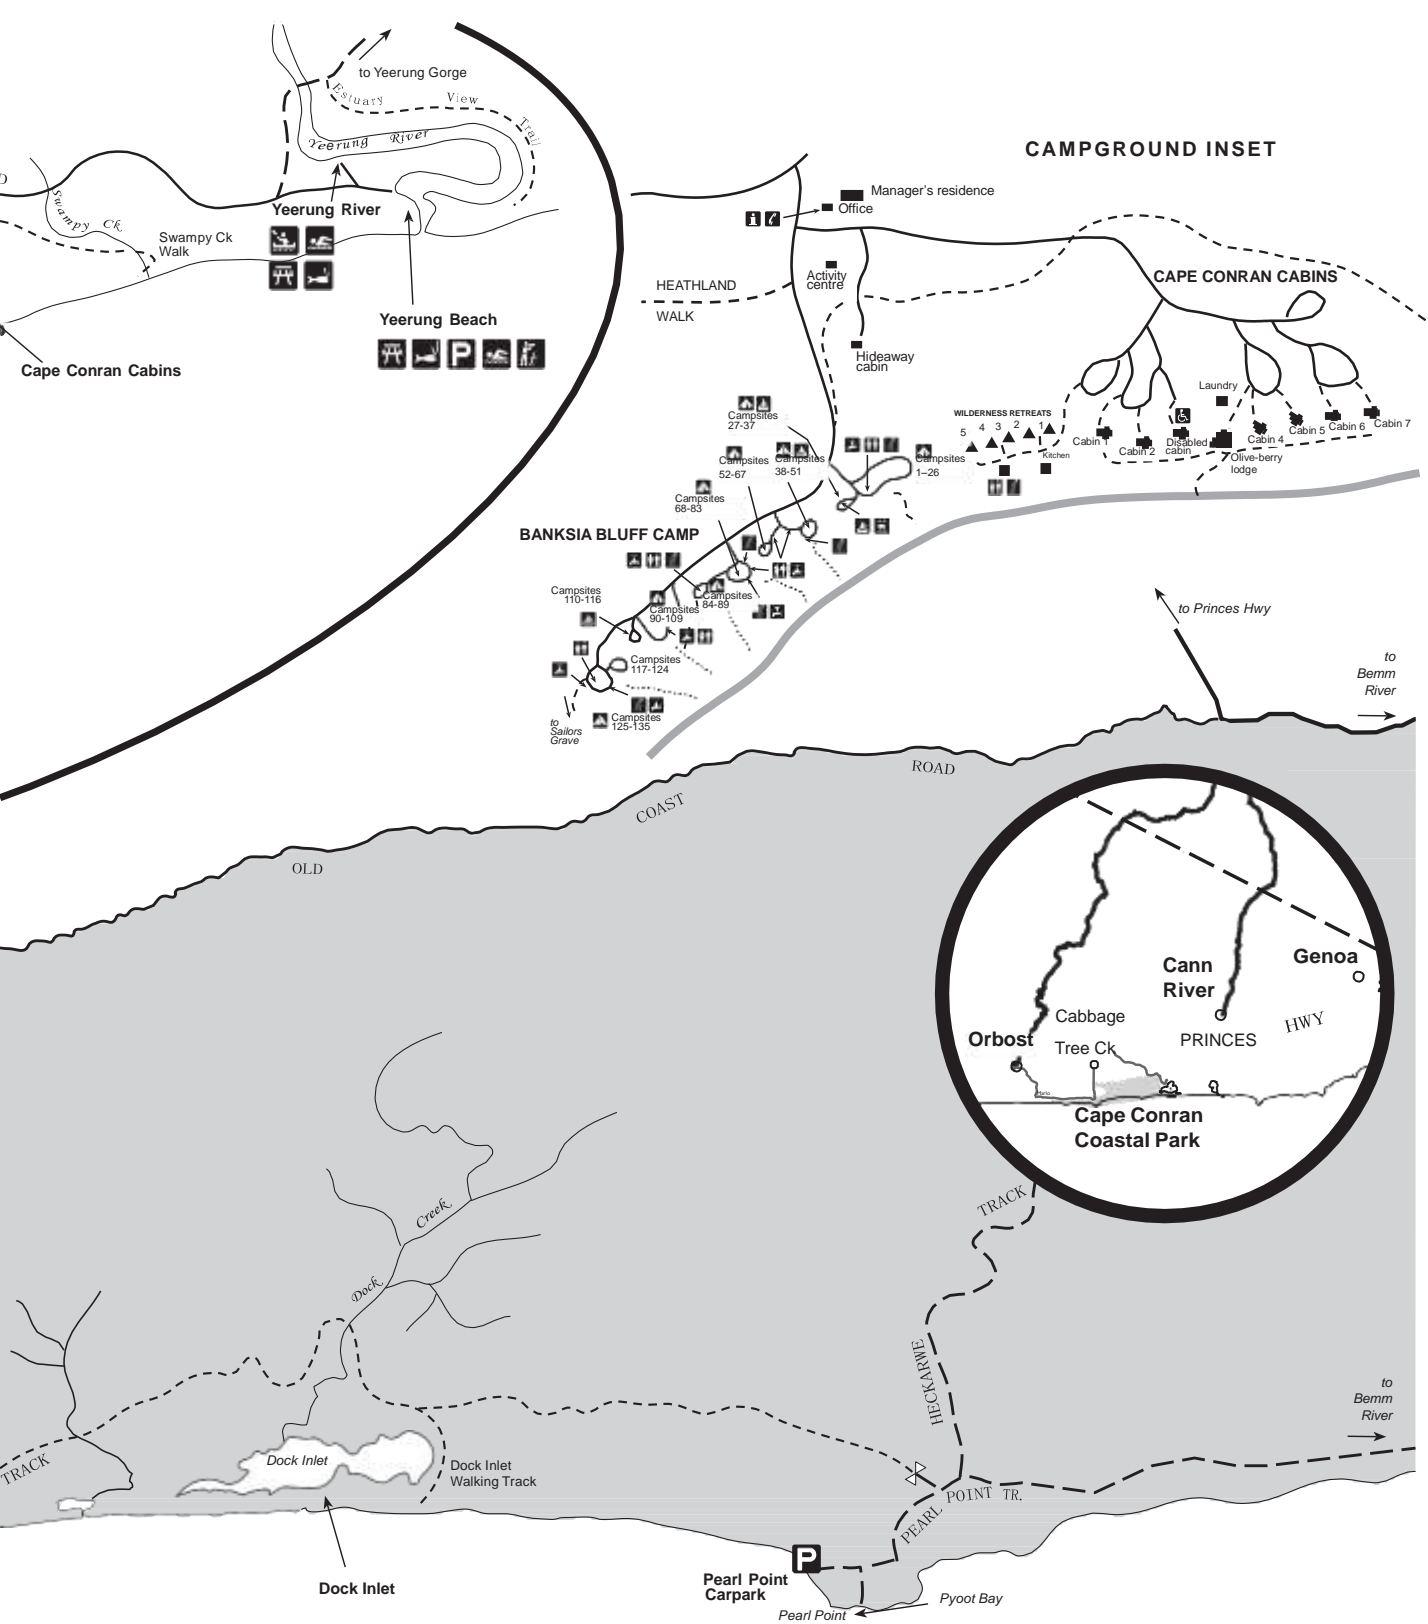 to Yeerung Gorge
Estuary View Trail
Yeerung River
D
Swampy Ck
Swampy Ck
Walk
Yeerung River
Yeerung Beach
P
Cape Conran Cabins
CAMPGROUND INSET
Manager's residence
Office
i
Activity
centre
HEATHLAND
WALK
Hideaway
cabin
CAPE CONRAN CABINS
Laundry
WILDERNESS RETREATS
5 4 3 2 1
Kitchen
Cabin 1
Cabin 2
Disabled
cabin
Olive-berry
lodge
Cabin 4
Cabin 5
Cabin 6
Cabin 7
Campsites
27-37
Campsites
52-67
Campsites
38-51
Campsites
1–26
Campsites
68-83
BANKSIA BLUFF CAMP
Campsites
110-116
Campsites
84-89
Campsites
90-109
Campsites
117-124
Campsites
125-135
to
Sailors
Grave
to Princes Hwy
to
Bemm
River
OLD
COAST
ROAD
Cann
River
Genoa
Cabbage
Tree Ck
Orbost
PRINCES
HWY
Marlo
Cape Conran
Coastal Park
TRACK
HECKARWE
Creek
Dock
to
Bemm
River
TRACK
Dock Inlet
Dock Inlet
Walking Track
POINT TR.
PEARL
P
Pearl Point
Carpark
Dock Inlet
Pyoot Bay
Pearl Point